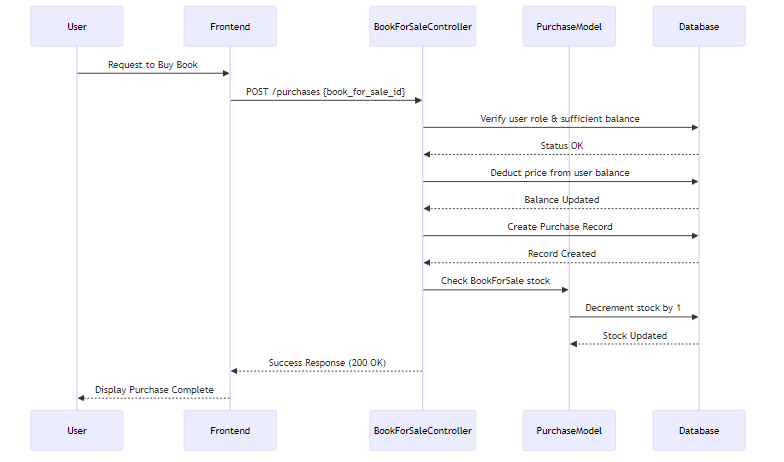 User Frontend BookForSaleController PurchaseModel Database
Request to Buy Book
POST /purchases {book_for_sale_id}
Verify user role & sufficient balance
Status OK
Deduct price from user balance
Balance Updated
Create Purchase Record
Record Created
Check BookForSale stock
Decrement stock by 1
Stock Updated
Success Response (200 OK)
Display Purchase Complete
User Frontend BookForSaleController PurchaseModel Database